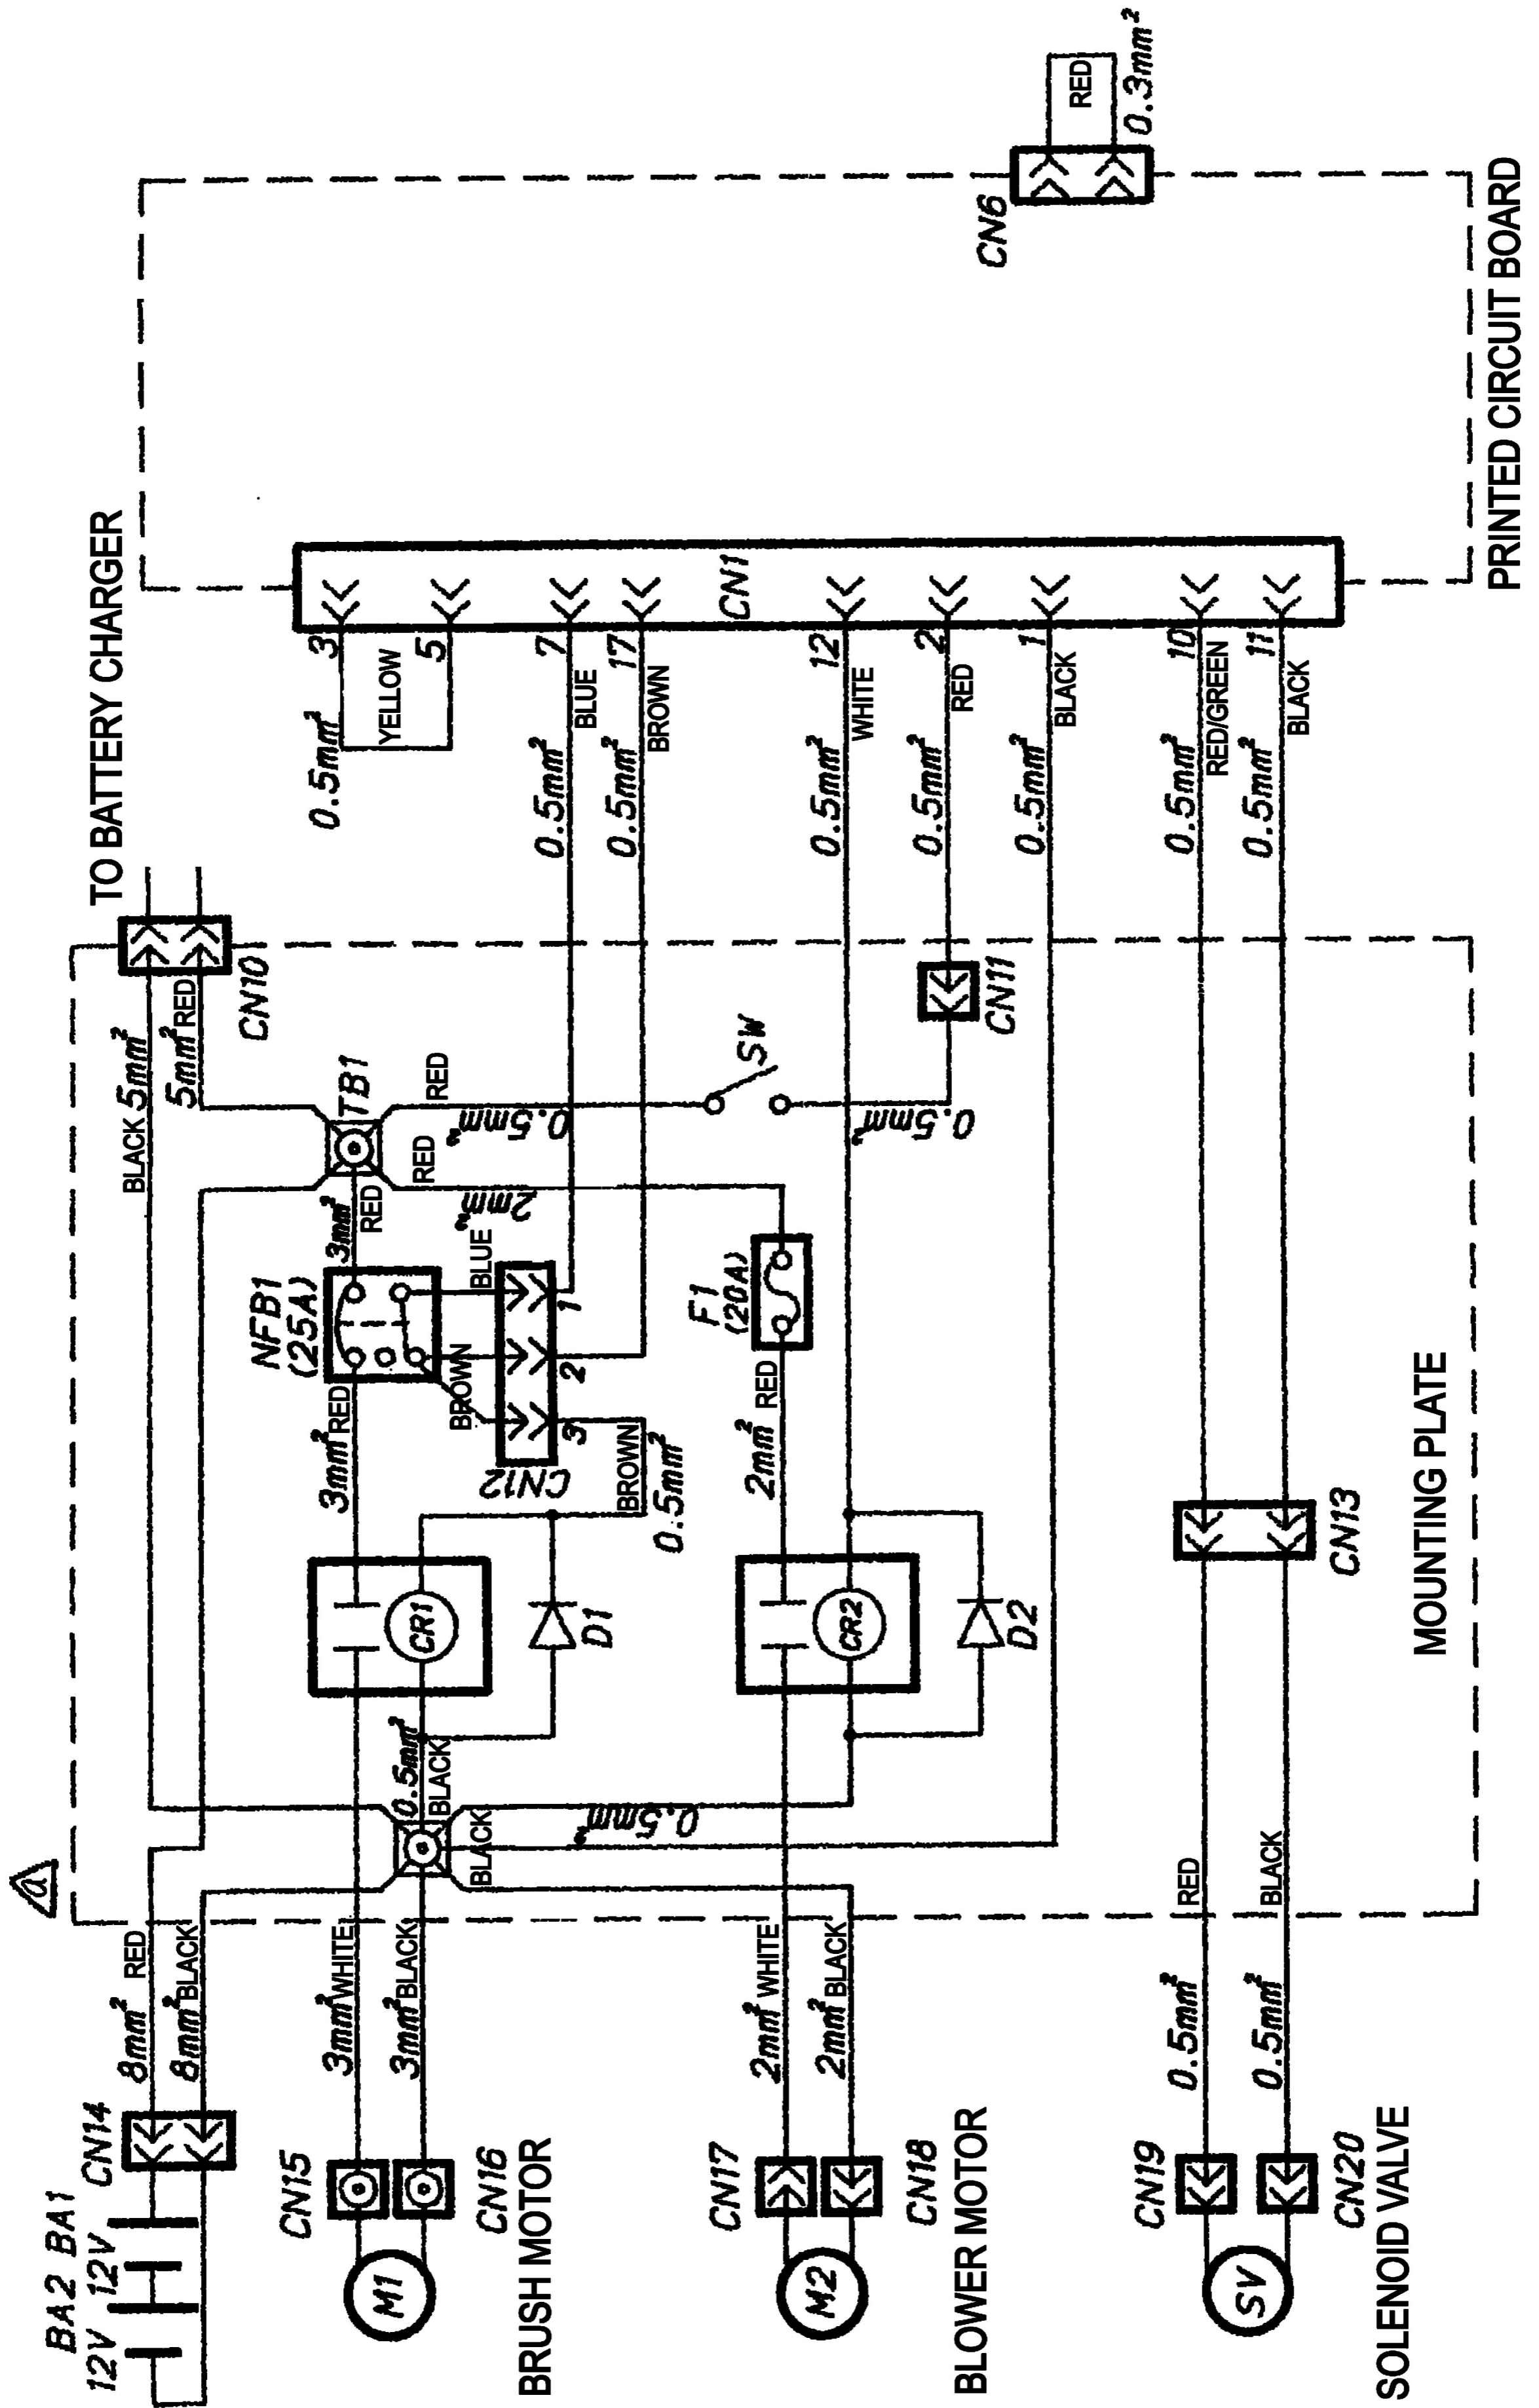 a
BA2 BA1
12V 12V
CN14
8mm² RED
8mm² BLACK
BLACK 5mm²
5mm² RED
CN10
TO BATTERY CHARGER
CN15
CN16
M1
BRUSH MOTOR
3mm² WHITE
3mm² BLACK
0.5mm²
BLACK
BLACK
0.5mm²
CR1
D1
3mm² RED
NFB1
(25A)
BROWN
BLUE
3mm²
RED
TB1
RED
0.5mm²
RED
2mm²
CN12
1
2
3
BROWN
0.5mm²
SW
0.5mm²
CN11
F1
(20A)
2mm² RED
CR2
D2
CN17
CN18
M2
BLOWER MOTOR
2mm² WHITE
2mm² BLACK
CN19
CN20
SV
SOLENOID VALVE
0.5mm²
RED
0.5mm²
BLACK
CN13
MOUNTING PLATE
0.5mm²
YELLOW
3
5
0.5mm²
BLUE
7
0.5mm²
BROWN
17
CN1
0.5mm²
WHITE
12
0.5mm²
RED
2
0.5mm²
BLACK
1
0.5mm²
RED/GREEN
10
0.5mm²
BLACK
11
CN6
RED
0.3mm²
PRINTED CIRCUIT BOARD